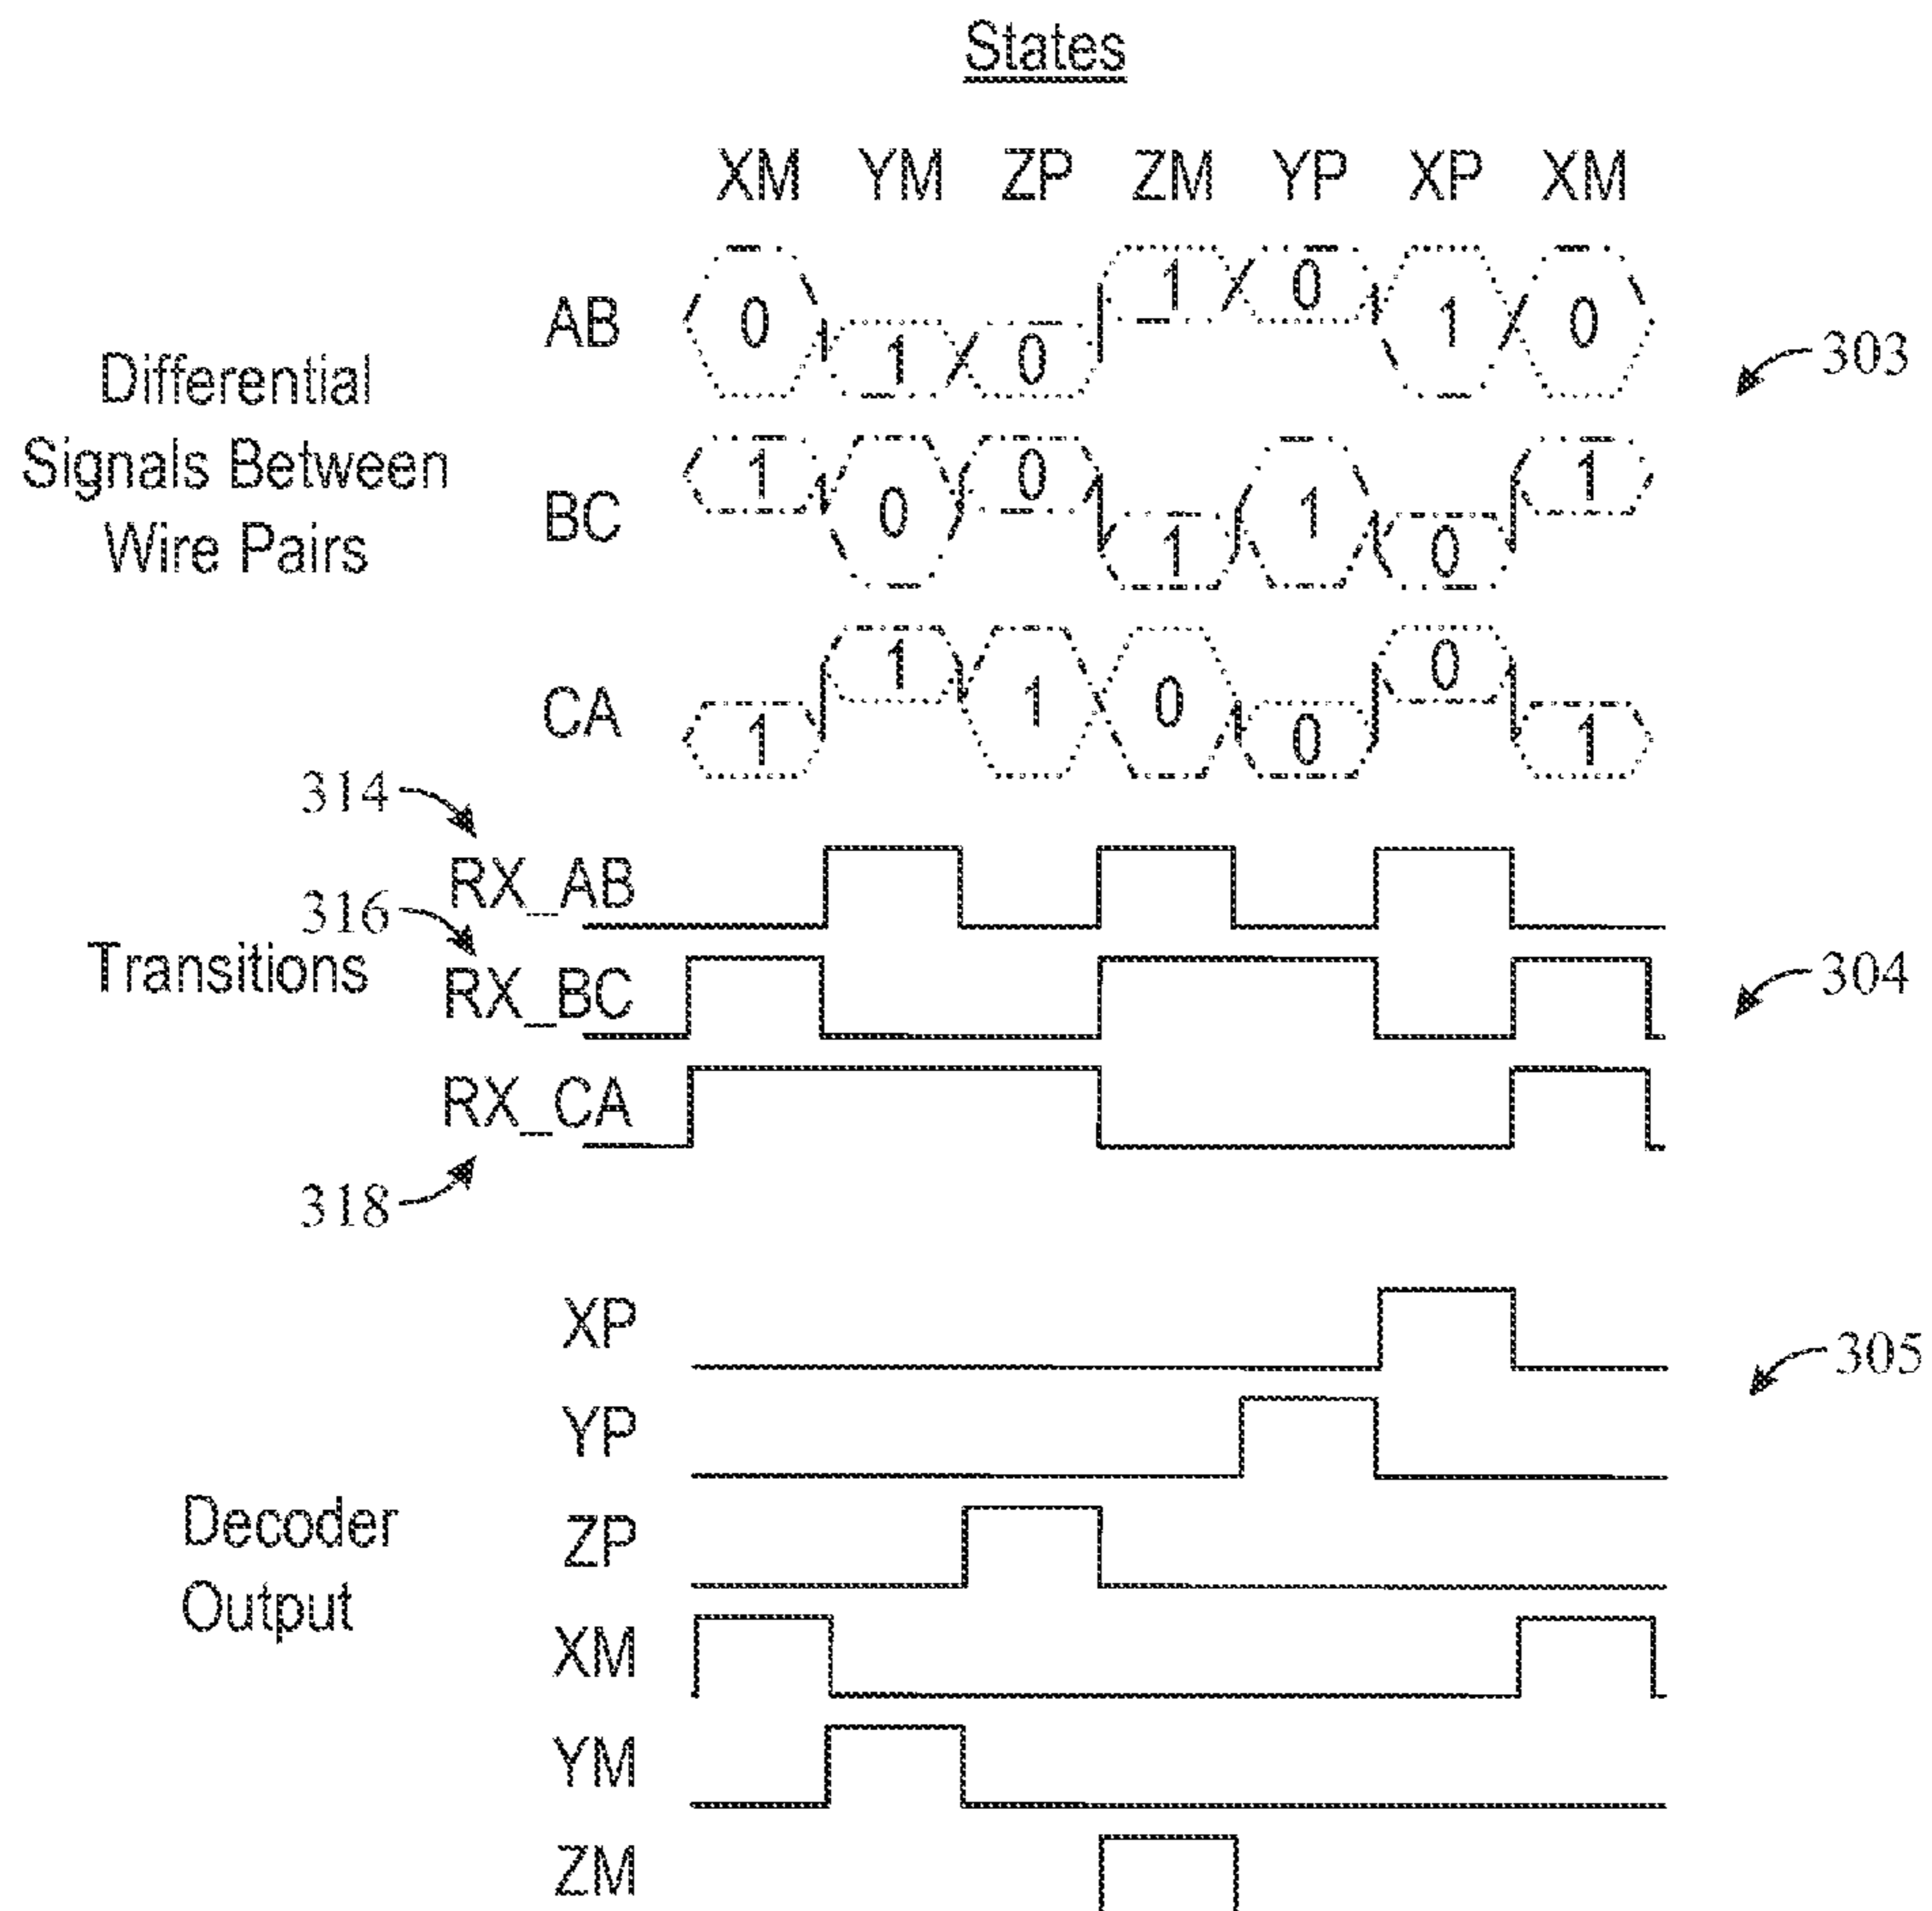 States
XM YM ZP ZM YP XP XM
Differential
Signals Between
Wire Pairs
AB 0 1 0 1 0 1 0
303
BC 1 0 0 1 1 0 1
CA 1 1 1 0 0 0 1
Transitions
314
RX_AB
316
RX_BC
304
RX_CA
318
Decoder
Output
XP
305
YP
ZP
XM
YM
ZM